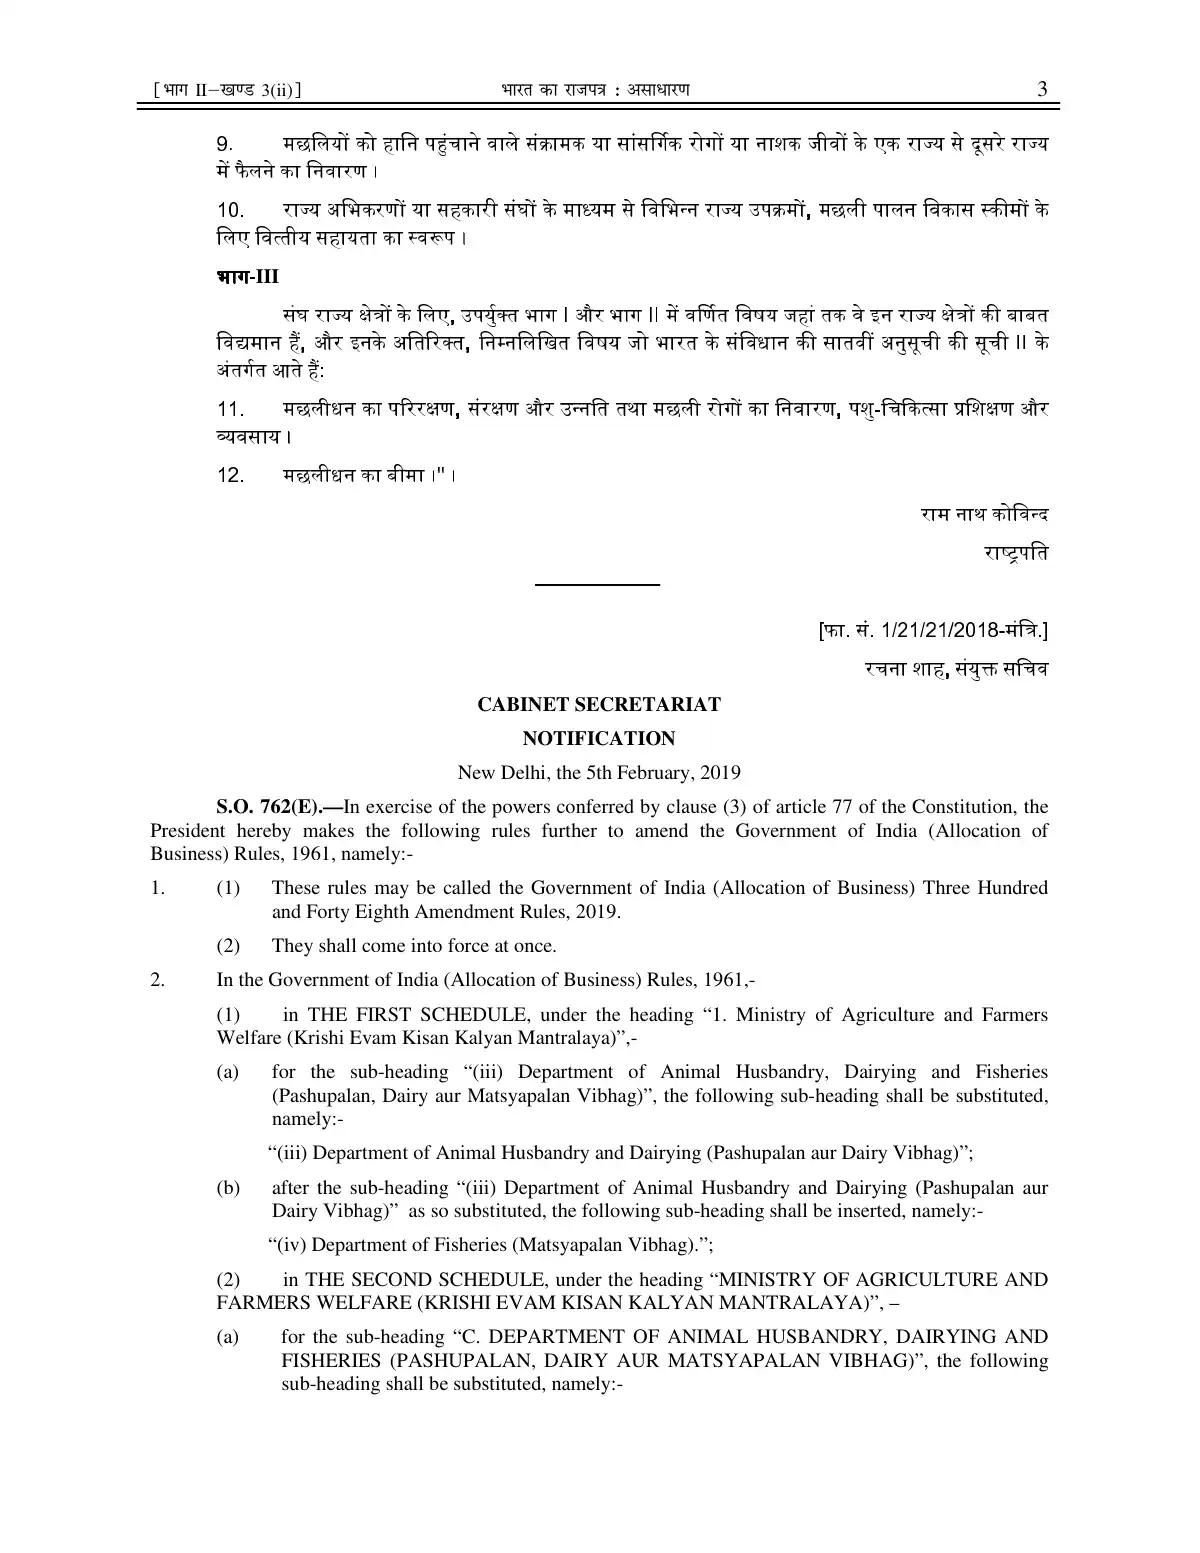 [ भाग II–खण्ड 3(ii) ] भारत का राजपत्र : असाधारण 3
9. मछलियों को हानि पहुंचाने वाले संक्रामक या सांसर्गिक रोगों या नाशक जीवों के एक राज्य से दूसरे राज्य
में फैलने का निवारण ।
10. राज्य अभिकरणों या सहकारी संघों के माध्यम से विभिन्न राज्य उपक्रमों, मछली पालन विकास स्कीमों के
लिए वित्तीय सहायता का स्वरूप ।
भाग-III
संघ राज्य क्षेत्रों के लिए, उपर्युक्त भाग I और भाग II में वर्णित विषय जहां तक वे इन राज्य क्षेत्रों की बाबत
विद्यमान हैं, और इनके अतिरिक्त, निम्नलिखित विषय जो भारत के संविधान की सातवीं अनुसूची की सूची II के
अंतर्गत आते हैं:
11. मछलीधन का परिरक्षण, संरक्षण और उन्नति तथा मछली रोगों का निवारण, पशु-चिकित्सा प्रशिक्षण और
व्यवसाय ।
12. मछलीधन का बीमा ।" ।
राम नाथ कोविन्द
राष्ट्रपति
[फा. सं. 1/21/21/2018-मंत्रि.]
रचना शाह, संयुक्त सचिव
CABINET SECRETARIAT
NOTIFICATION
New Delhi, the 5th February, 2019
S.O. 762(E).—In exercise of the powers conferred by clause (3) of article 77 of the Constitution, the
President hereby makes the following rules further to amend the Government of India (Allocation of
Business) Rules, 1961, namely:-
1. (1) These rules may be called the Government of India (Allocation of Business) Three Hundred
and Forty Eighth Amendment Rules, 2019.
(2) They shall come into force at once.
2. In the Government of India (Allocation of Business) Rules, 1961,-
(1) in THE FIRST SCHEDULE, under the heading “1. Ministry of Agriculture and Farmers
Welfare (Krishi Evam Kisan Kalyan Mantralaya)”,-
(a) for the sub-heading “(iii) Department of Animal Husbandry, Dairying and Fisheries
(Pashupalan, Dairy aur Matsyapalan Vibhag)”, the following sub-heading shall be substituted,
namely:-
“(iii) Department of Animal Husbandry and Dairying (Pashupalan aur Dairy Vibhag)”;
(b) after the sub-heading “(iii) Department of Animal Husbandry and Dairying (Pashupalan aur
Dairy Vibhag)” as so substituted, the following sub-heading shall be inserted, namely:-
“(iv) Department of Fisheries (Matsyapalan Vibhag).”;
(2) in THE SECOND SCHEDULE, under the heading “MINISTRY OF AGRICULTURE AND
FARMERS WELFARE (KRISHI EVAM KISAN KALYAN MANTRALAYA)”, –
(a) for the sub-heading “C. DEPARTMENT OF ANIMAL HUSBANDRY, DAIRYING AND
FISHERIES (PASHUPALAN, DAIRY AUR MATSYAPALAN VIBHAG)”, the following
sub-heading shall be substituted, namely:-